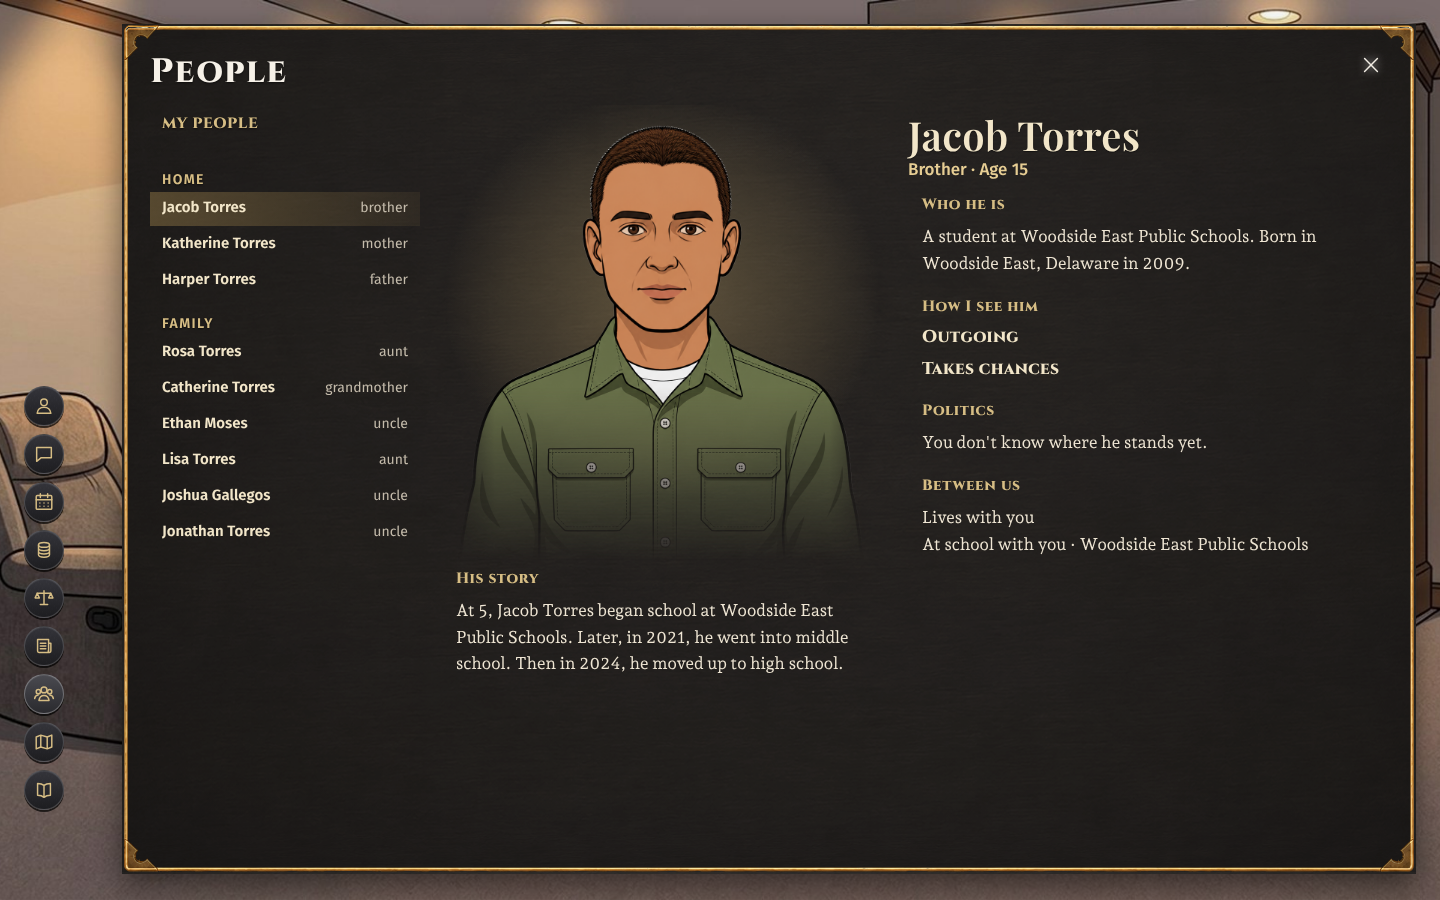 People
My People
HOME
Jacob Torres brother
Katherine Torres mother
Harper Torres father
FAMILY
Rosa Torres aunt
Catherine Torres grandmother
Ethan Moses uncle
Lisa Torres aunt
Joshua Gallegos uncle
Jonathan Torres uncle
His story
At 5, Jacob Torres began school at Woodside East
Public Schools. Later, in 2021, he went into middle
school. Then in 2024, he moved up to high school.
Jacob Torres
Brother · Age 15
Who he is
A student at Woodside East Public Schools. Born in
Woodside East, Delaware in 2009.
How I see him
Outgoing
Takes chances
Politics
You don't know where he stands yet.
Between us
Lives with you
At school with you · Woodside East Public Schools